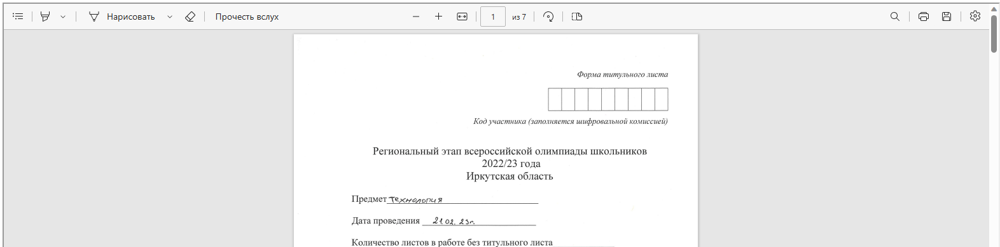 Нарисовать
Прочесть вслух
1 из 7
Форма титульного листа
Код участника (заполняется шифровальной комиссией)
Региональный этап всероссийской олимпиады школьников
2022/23 года
Иркутская область
Предмет Технология
Дата проведения 21.02.23г.
Количество листов в работе без титульного листа